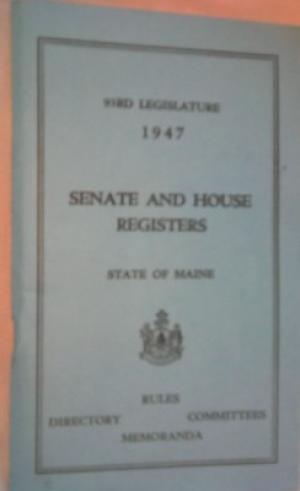 93RD LEGISLATURE
1947
SENATE AND HOUSE
REGISTERS
STATE OF MAINE
RULES
DIRECTORY COMMITTEES
MEMORANDA